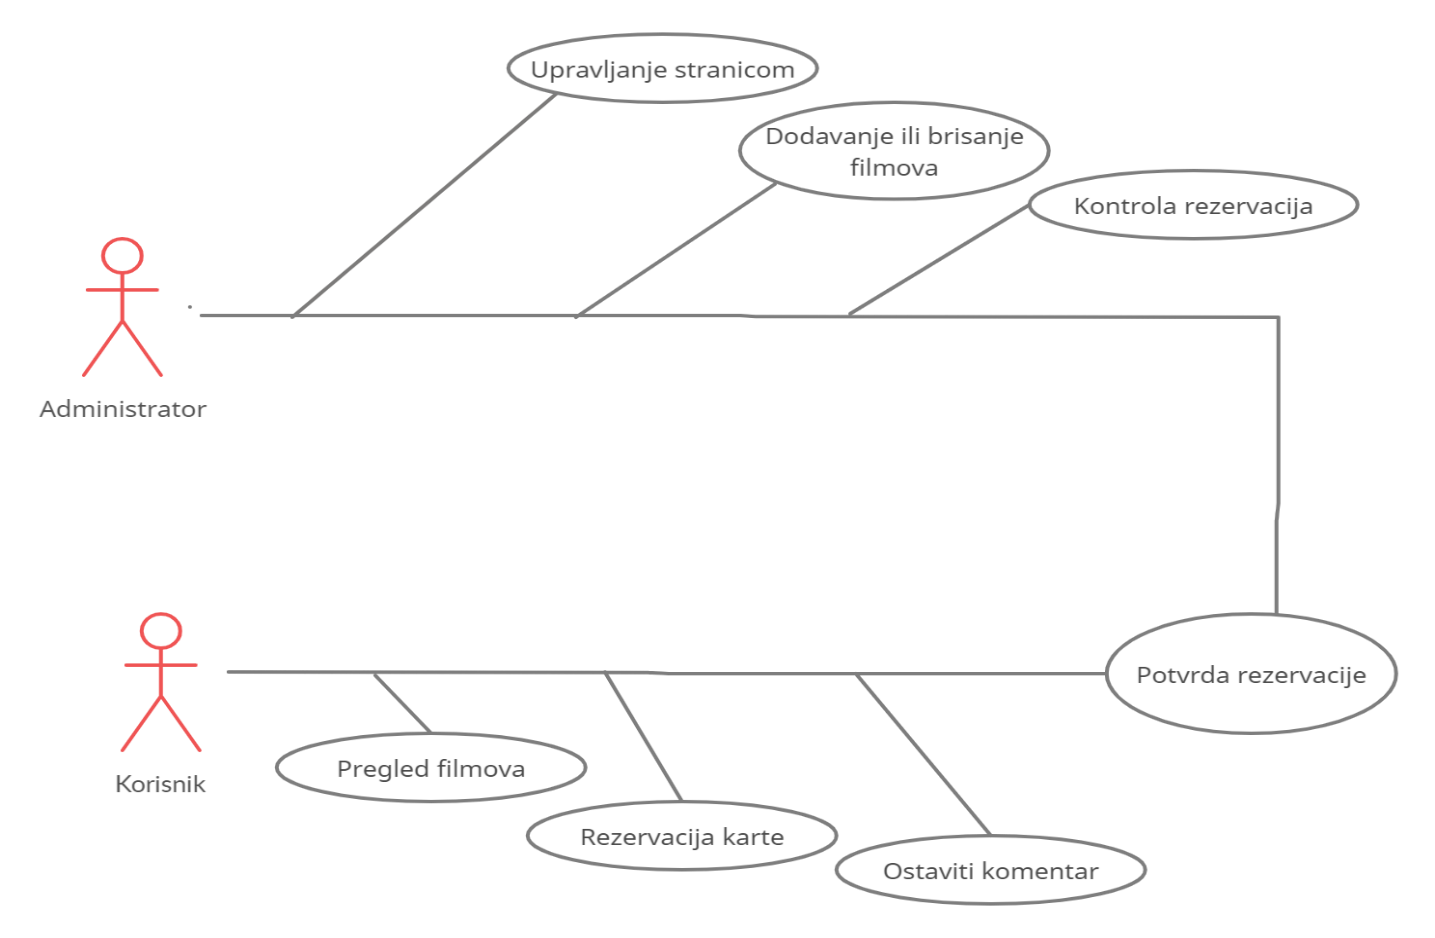 Upravljanje stranicom
Dodavanje ili brisanje
filmova
Kontrola rezervacija
Administrator
Potvrda rezervacije
Korisnik
Pregled filmova
Rezervacija karte
Ostaviti komentar